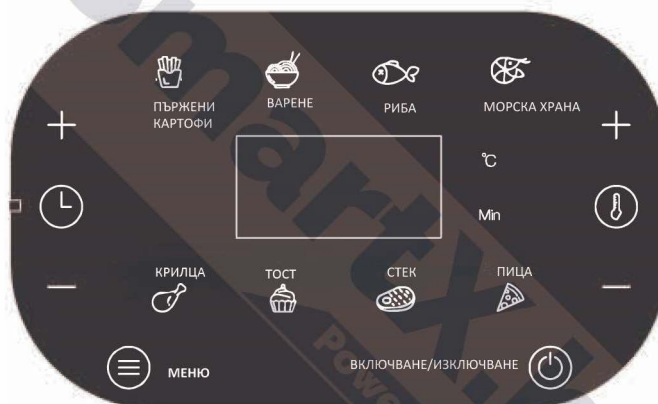 ПЪРЖЕНИ
КАРТОФИ
ВАРЕНЕ
РИБА
МОРСКА ХРАНА
℃
Min
КРИЛЦА
ТОСТ
СТЕК
ПИЦА
МЕНЮ
ВКЛЮЧВАНЕ/ИЗКЛЮЧВАНЕ